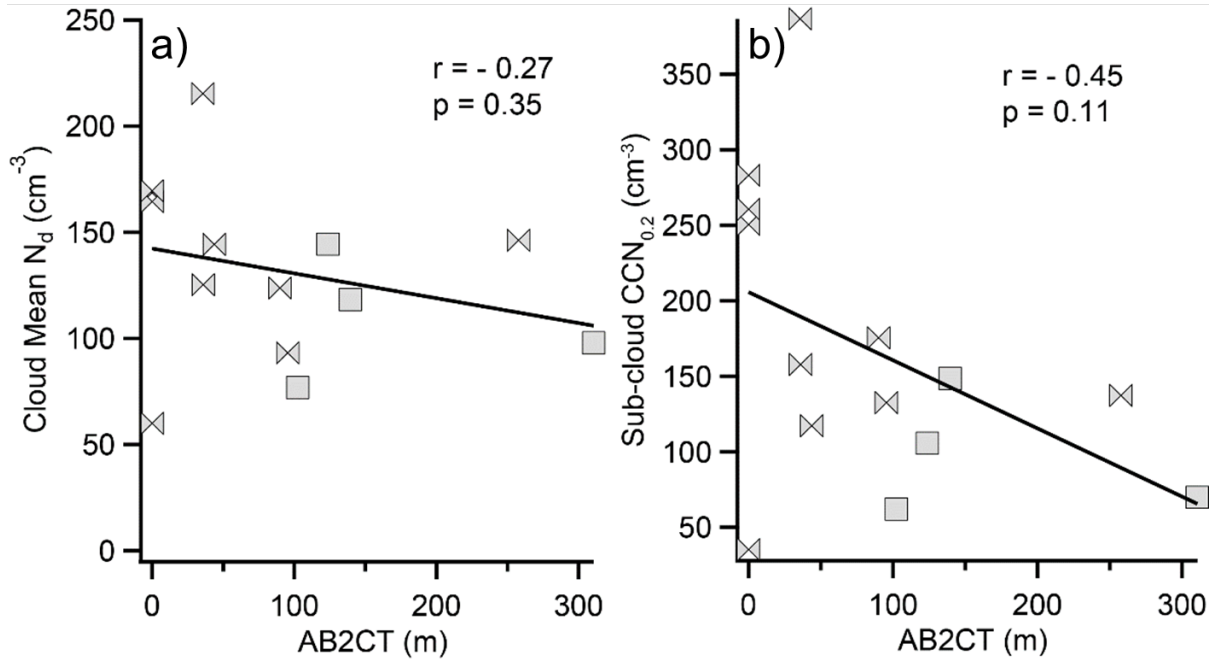 a)
r = - 0.27
p = 0.35
Cloud Mean N_d (cm^-3)
250
200
150
100
50
0
0 100 200 300
AB2CT (m)
b)
r = - 0.45
p = 0.11
Sub-cloud CCN_0.2 (cm^-3)
350
300
250
200
150
100
50
0 100 200 300
AB2CT (m)